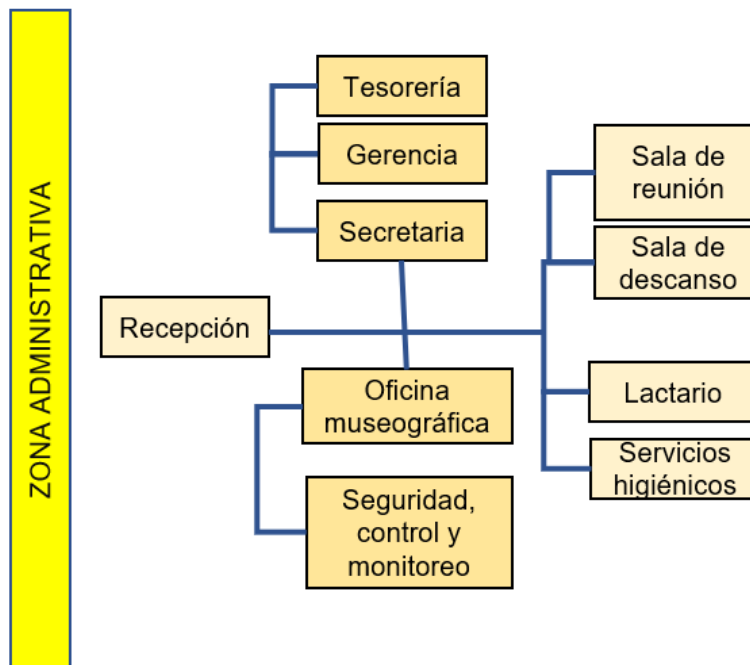 ZONA ADMINISTRATIVA
Tesorería
Gerencia
Secretaria
Recepción
Oficina
museográfica
Seguridad,
control y
monitoreo
Sala de
reunión
Sala de
descanso
Lactario
Servicios
higiénicos